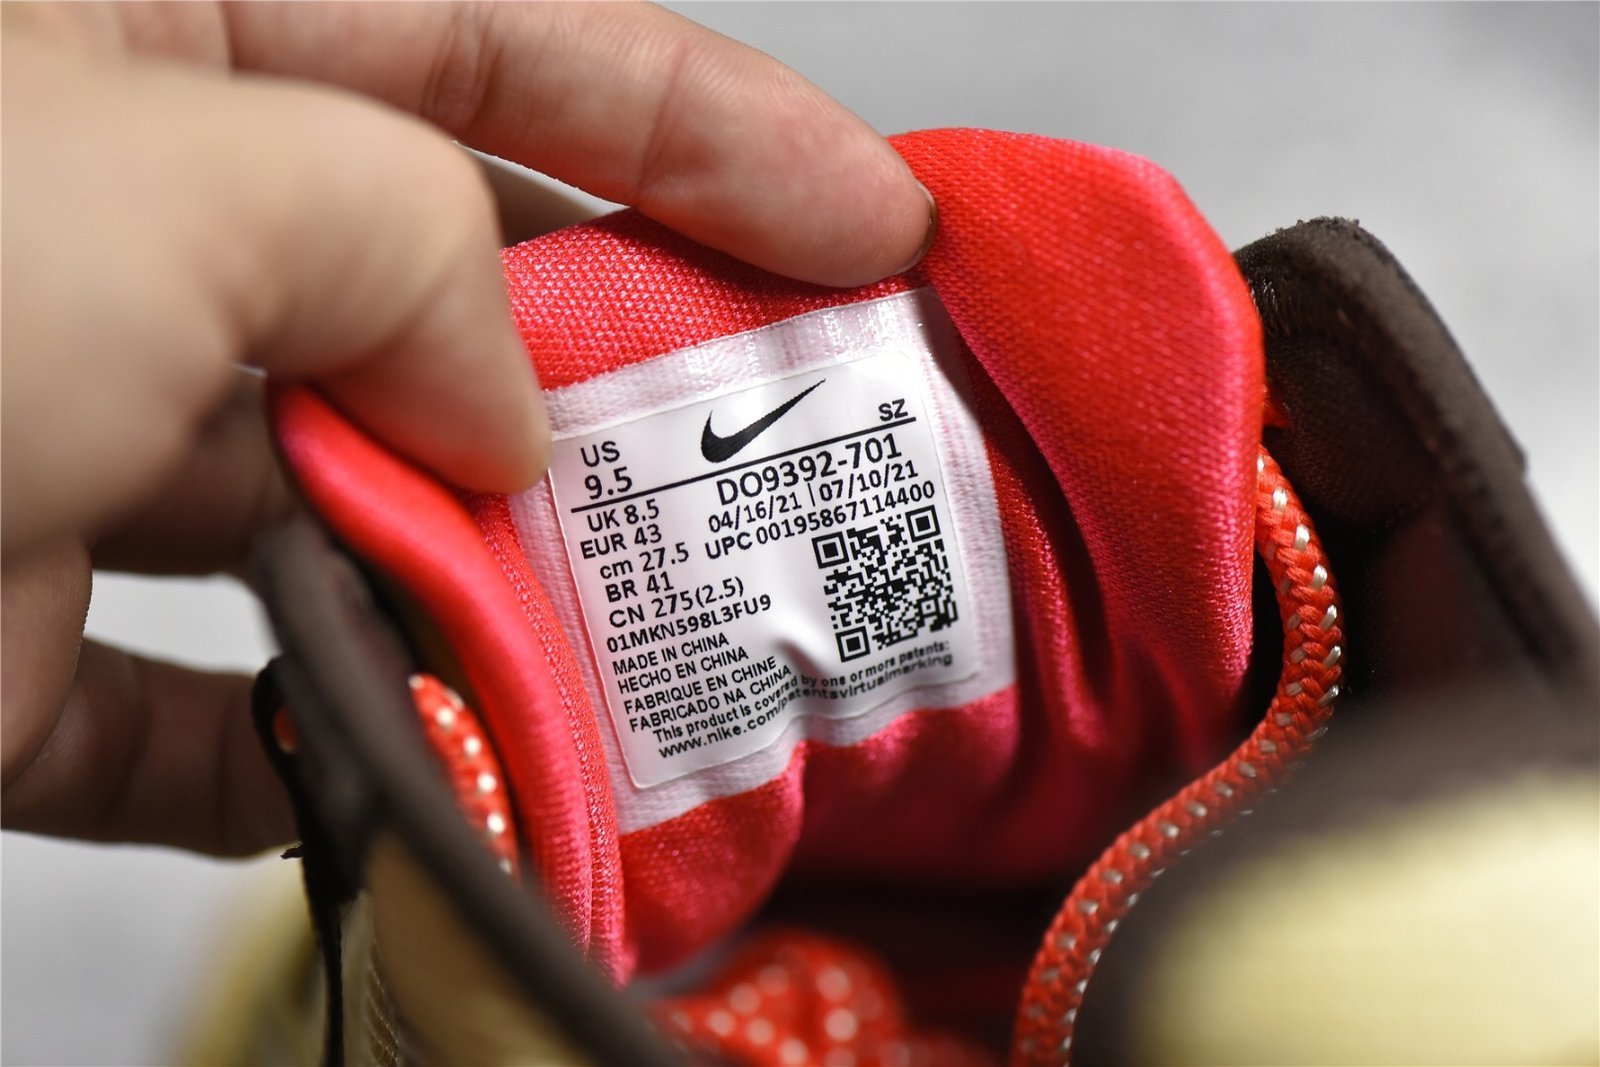 US
9.5
SZ
DO9392-701
04/16/21 | 07/10/21
UPC 00195867114400
UK 8.5
EUR 43
cm 27.5
BR 41
CN 275(2.5)
01MKN598L3FU9
MADE IN CHINA
HECHO EN CHINA
FABRIQUE EN CHINE
FABRICADO NA CHINA
This product is covered by one or more patents:
www.nike.com/patentsvirtualmarking